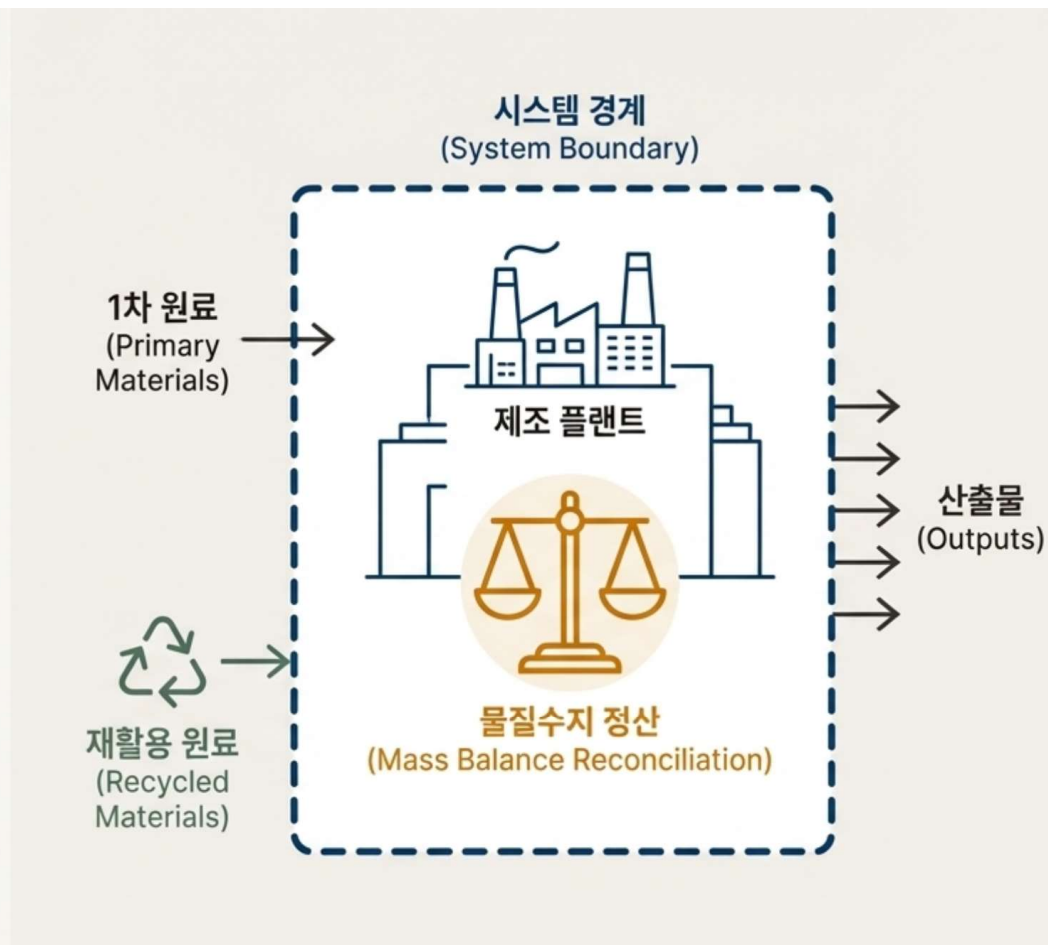 시스템 경계
(System Boundary)
1차 원료
(Primary
Materials)
제조 플랜트
산출물
(Outputs)
재활용 원료
(Recycled
Materials)
물질수지 정산
(Mass Balance Reconciliation)